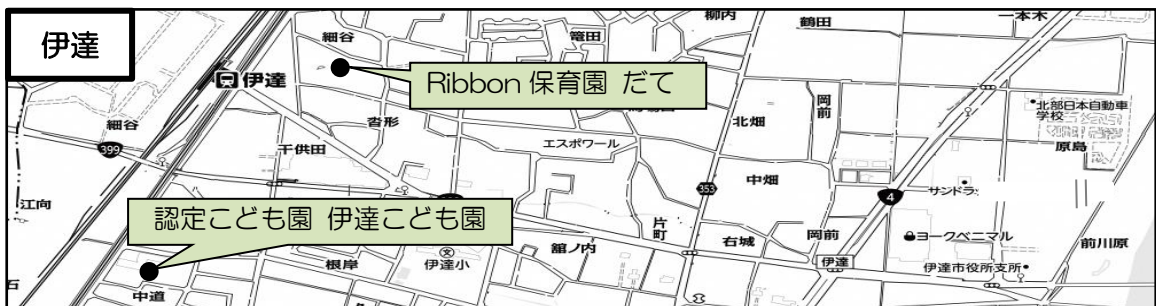 伊達
柳内
鶴田
一本木
細谷
篭田
伊達
Ribbon 保育園 だて
岡前
北部日本自動車
学校
細谷
沓形
北畑
原島
399
千供田
エスポワール
中畑
353
4
サンドラ
江向
認定こども園 伊達こども園
片町
右城
岡前
ヨークベニマル
前川原
舘ノ内
文
根岸
伊達小
伊達
伊達市役所支所
石
中道